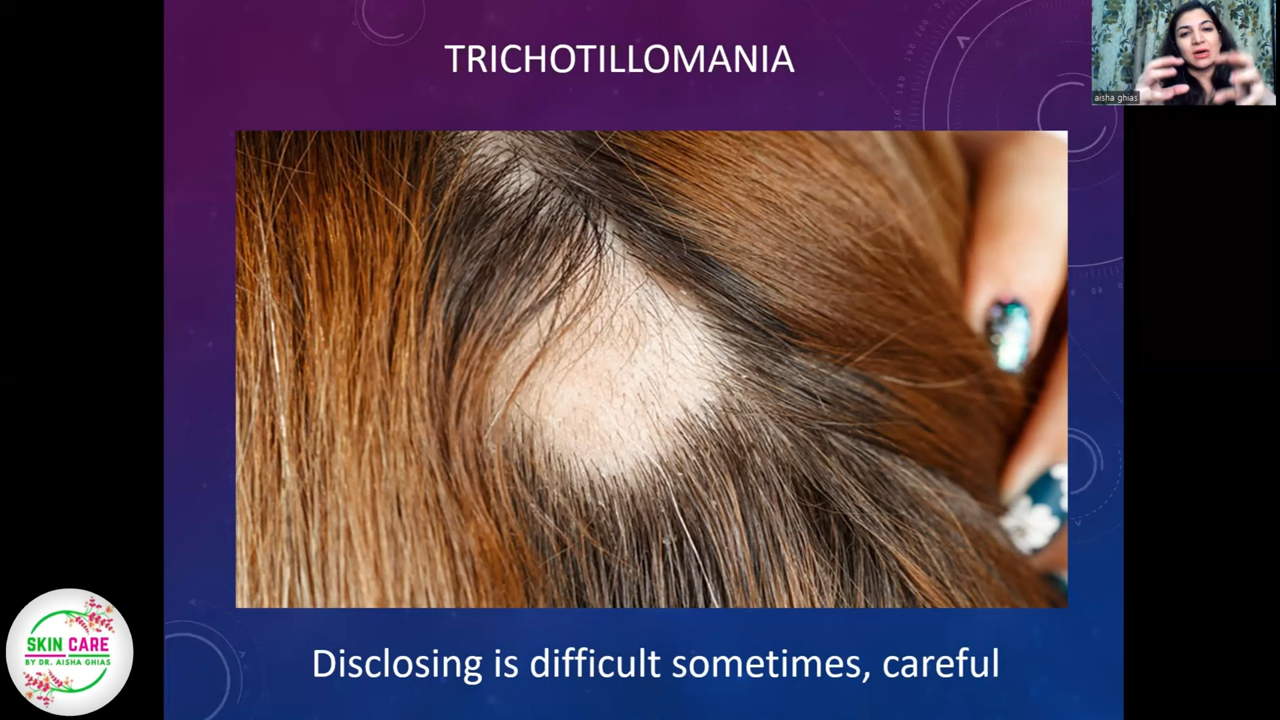 TRICHOTILLOMANIA
aisha ghias
SKIN CARE
BY DR. AISHA GHIAS
Disclosing is difficult sometimes, careful